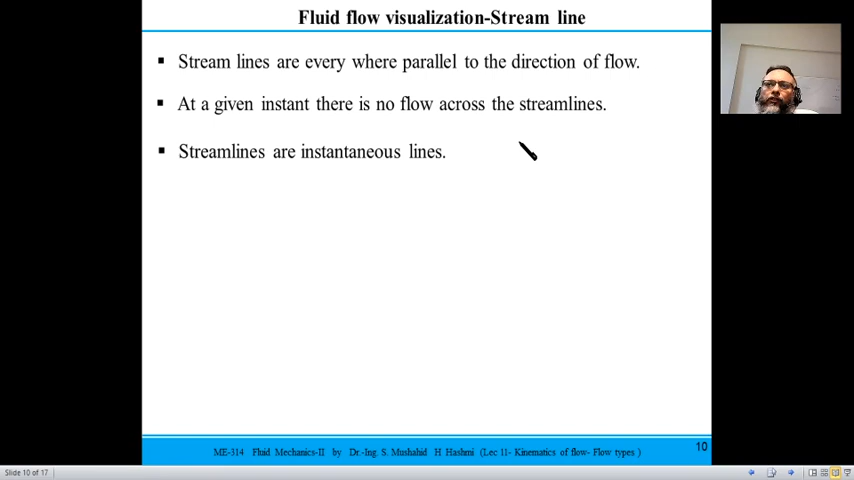 Fluid flow visualization-Stream line
▪ Stream lines are every where parallel to the direction of flow.
▪ At a given instant there is no flow across the streamlines.
▪ Streamlines are instantaneous lines.
ME-314 Fluid Mechanics-II by Dr.-Ing. S. Mushahid H Hashmi (Lec 11- Kinematics of flow- Flow types )
10
Slide 10 of 17